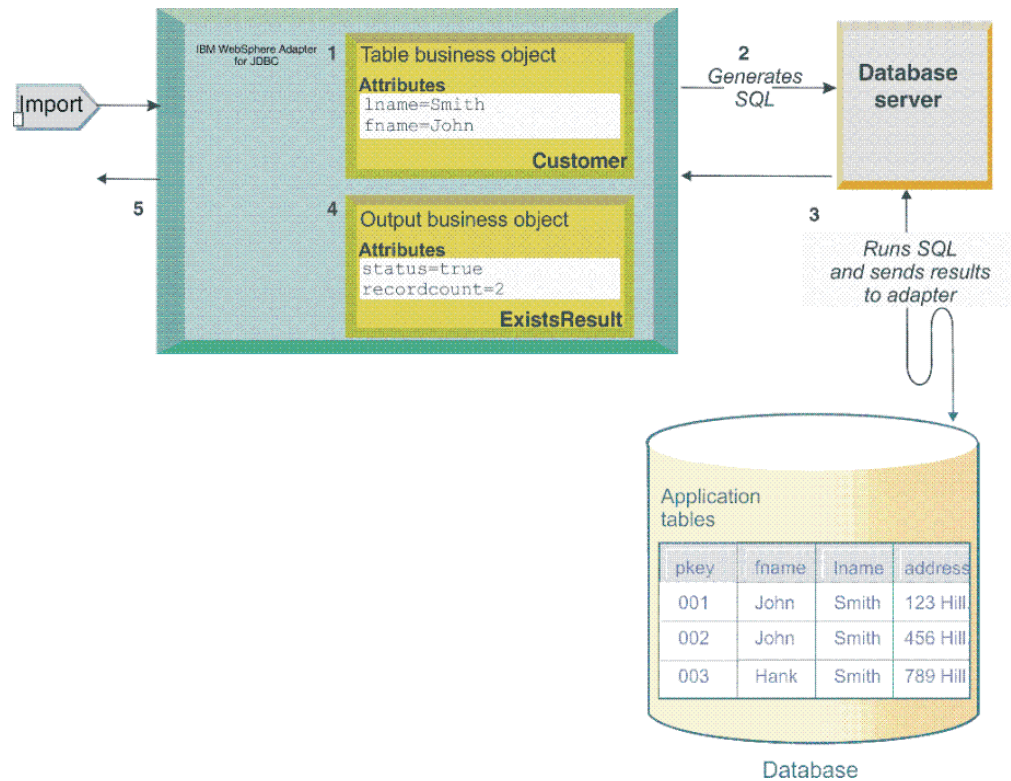 IBM WebSphere Adapter
for JDBC
Import
1
Table business object
Attributes
lname=Smith
fname=John
Customer
2
Generates
SQL
Database
server
5
4
Output business object
Attributes
status=true
recordcount=2
ExistsResult
3
Runs SQL
and sends results
to adapter
Application
tables
pkey fname lname address
001 John Smith 123 Hill
002 John Smith 456 Hill
003 Hank Smith 789 Hill
Database